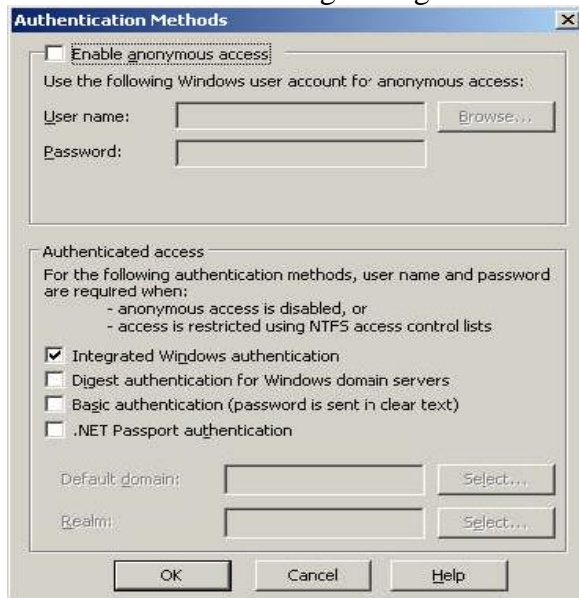 Authentication Methods
Enable anonymous access
Use the following Windows user account for anonymous access:
User name:
Browse...
Password:
Authenticated access
For the following authentication methods, user name and password
are required when:
- anonymous access is disabled, or
- access is restricted using NTFS access control lists
Integrated Windows authentication
Digest authentication for Windows domain servers
Basic authentication (password is sent in clear text)
.NET Passport authentication
Default domain:
Select...
Realm:
Select...
OK
Cancel
Help